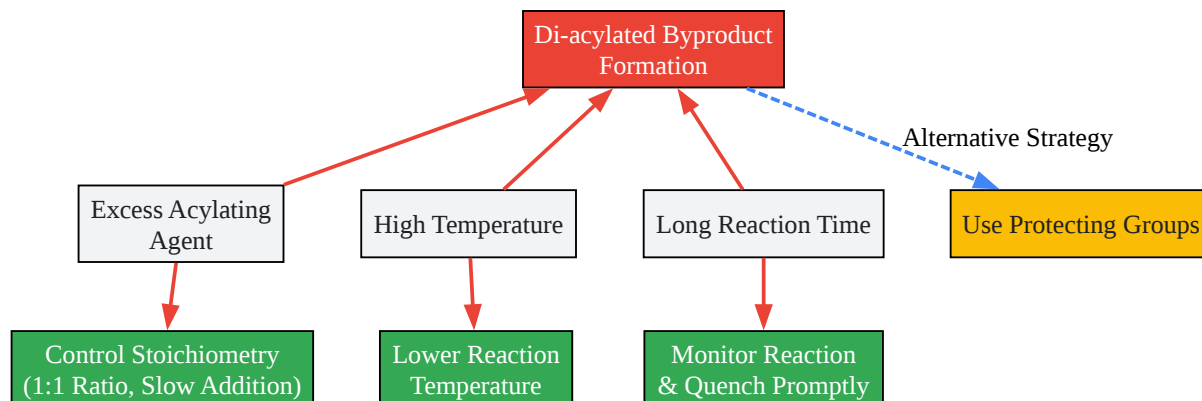 Di-acylated Byproduct
Formation
Alternative Strategy
Excess Acylating
Agent
High Temperature
Long Reaction Time
Use Protecting Groups
Control Stoichiometry
(1:1 Ratio, Slow Addition)
Lower Reaction
Temperature
Monitor Reaction
& Quench Promptly